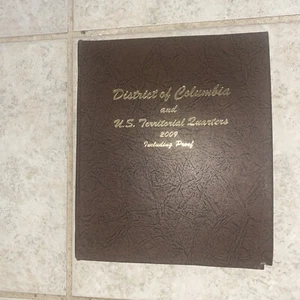 District of Columbia
and
U.S. Territorial Quarters
2009
Including Proof